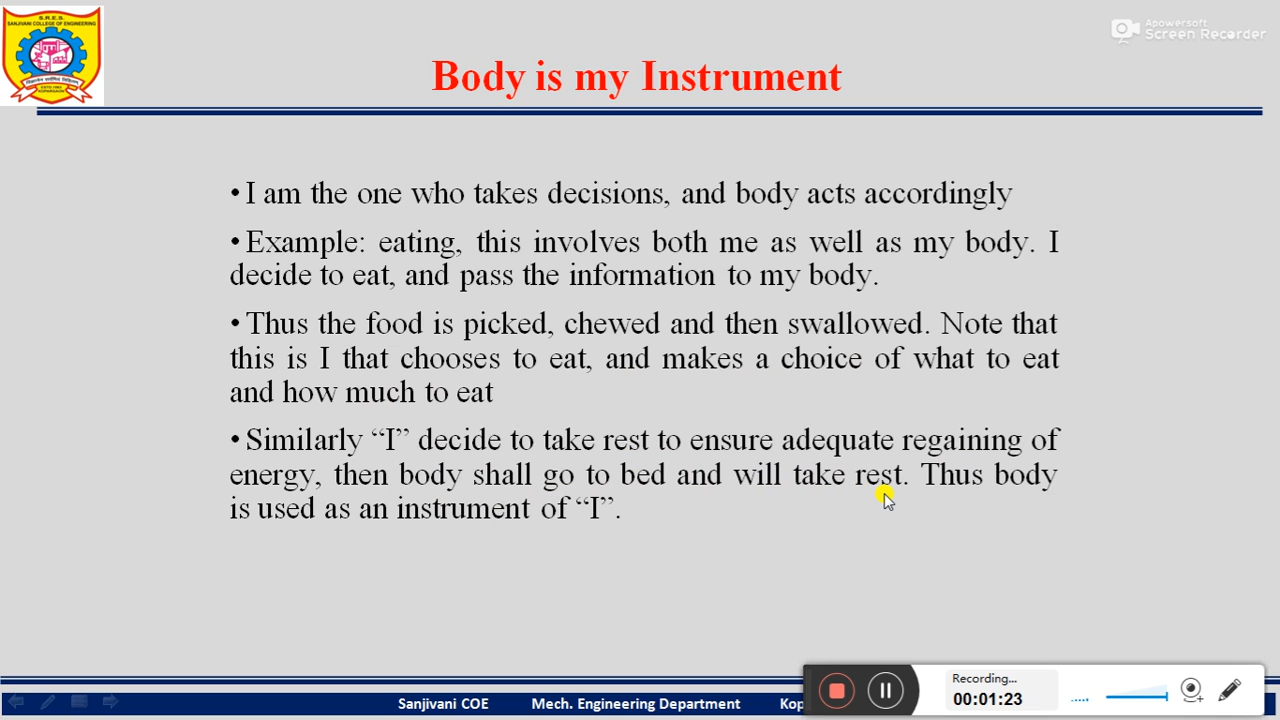 S.R.E.S.
SANJIVANI COLLEGE OF ENGINEERING
Apowersoft
Screen Recorder
Body is my Instrument
• I am the one who takes decisions, and body acts accordingly
• Example: eating, this involves both me as well as my body. I
decide to eat, and pass the information to my body.
• Thus the food is picked, chewed and then swallowed. Note that
this is I that chooses to eat, and makes a choice of what to eat
and how much to eat
• Similarly “I” decide to take rest to ensure adequate regaining of
energy, then body shall go to bed and will take rest. Thus body
is used as an instrument of “I”.
Recording...
00:01:23
Sanjivani COE Mech. Engineering Department Kop